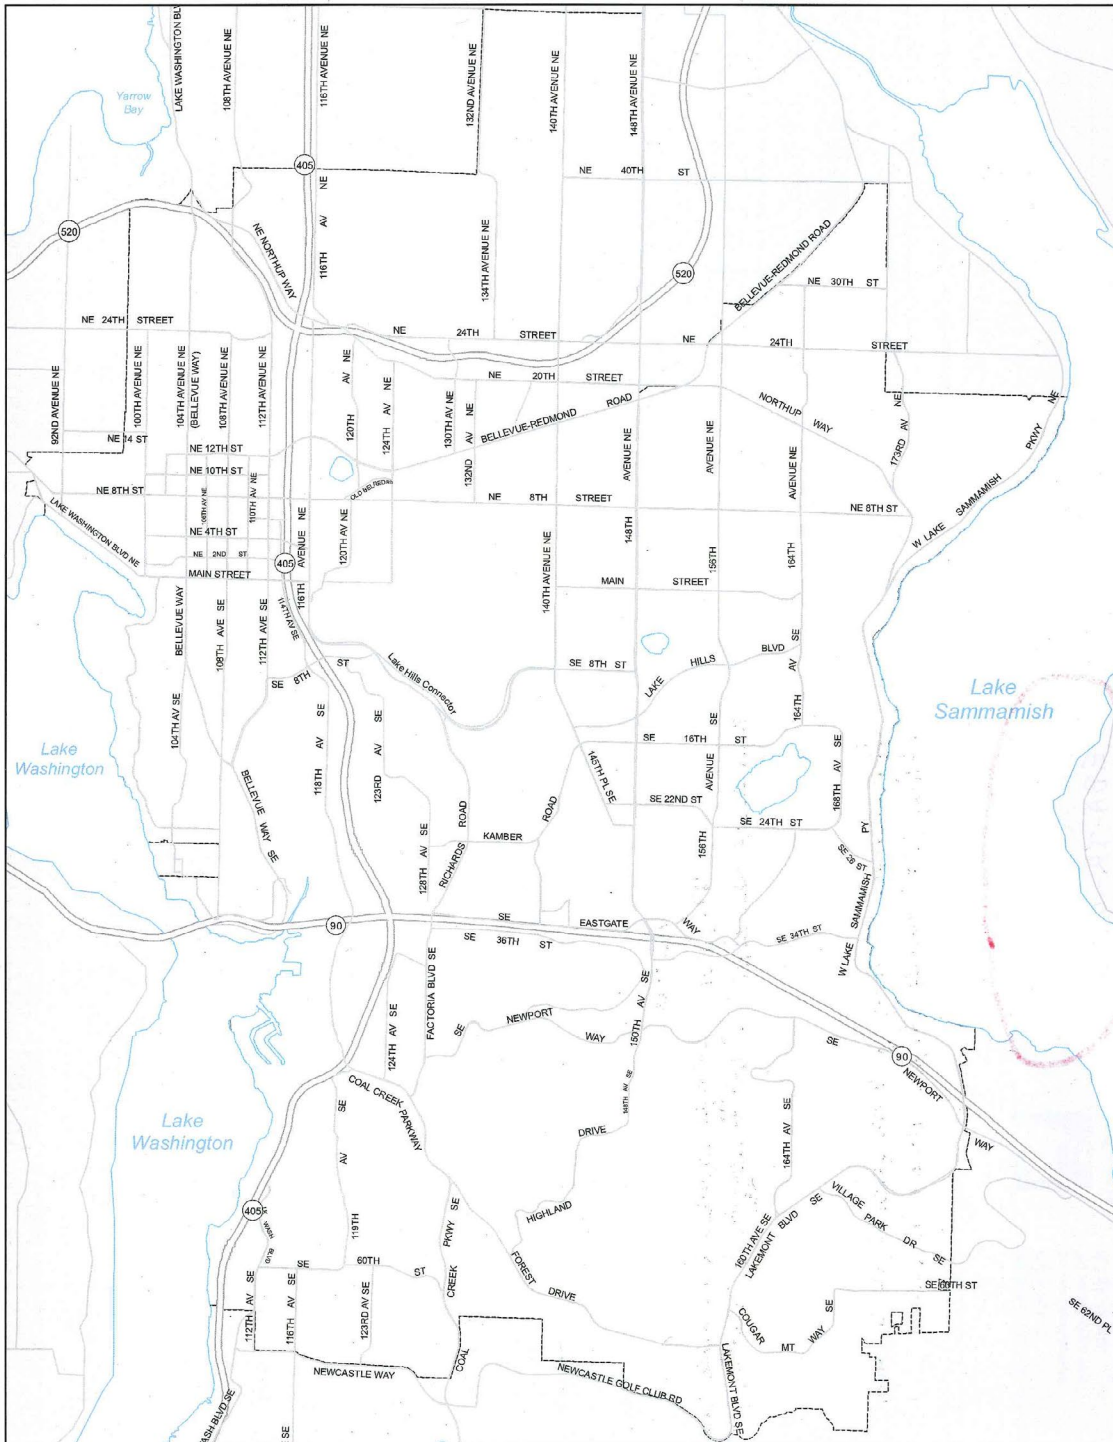 LAKE WASHINGTON BLV
108TH AVENUE NE
116TH AVENUE NE
132ND AVENUE NE
140TH AVENUE NE
148TH AVENUE NE
Yarrow
Bay
405
NE 40TH ST
116TH AV NE
520
NE NORTHUP WAY
134TH AVENUE NE
520
BELLEVUE-REDMOND ROAD
NE 30TH ST
NE 24TH STREET
NE 24TH STREET
NE 24TH STREET
92ND AVENUE NE
100TH AVENUE NE
104TH AVENUE NE
(BELLEVUE WAY)
108TH AVENUE NE
112TH AVENUE NE
120TH AV NE
124TH AV NE
NE 20TH STREET
130TH AV NE
132ND AV NE
BELLEVUE-REDMOND ROAD
NORTHUP WAY
173RD AV NE
148TH AVENUE NE
156TH AVENUE NE
164TH AVENUE NE
W LAKE SAMMAMISH PKWY NE
NE 14 ST
NE 12TH ST
NE 10TH ST
NE 8TH ST
NE 8TH STREET
NE 8TH ST
OLD BEL-RED RD
110TH AV NE
LAKE WASHINGTON BLVD NE
NE 4TH ST
NE 2ND ST
MAIN STREET
405
116TH AVENUE NE
120TH AV NE
140TH AVENUE NE
MAIN STREET
114TH AV SE
BELLEVUE WAY
108TH AVE SE
112TH AVE SE
SE 8TH ST
Lake Hills Connector
SE 8TH ST
LAKE HILLS BLVD
164TH AV SE
Lake
Sammamish
104TH AV SE
118TH AV SE
123RD AV SE
Lake
Washington
SE 16TH ST
145TH PL SE
156TH AVENUE SE
168TH AV SE
SE 22ND ST
SE 24TH ST
BELLEVUE WAY SE
128TH AV SE
RICHARDS ROAD
KAMBER ROAD
SE 26 ST
W LAKE SAMMAMISH PY
90
SE EASTGATE WAY
SE 36TH ST
SE 34TH ST
FACTORIA BLVD SE
124TH AV SE
SE NEWPORT WAY
150TH AV SE
SE NEWPORT WAY
90
148TH AV SE
COAL CREEK PARKWAY
Lake
Washington
119TH AV SE
HIGHLAND DRIVE
164TH AV SE
405
WASH BLVD
160TH AVE SE
LAKEMONT BLVD SE
VILLAGE PARK DR SE
SE 60TH ST
COAL CREEK PKWY SE
FOREST DRIVE
112TH AV SE
116TH AV SE
123RD AV SE
COUGAR MT WAY SE
SE 60TH ST
SE 62ND PL
NEWCASTLE WAY
NEWCASTLE GOLF CLUB RD
LAKEMONT BLVD SE
ASH BLVD SE
SE